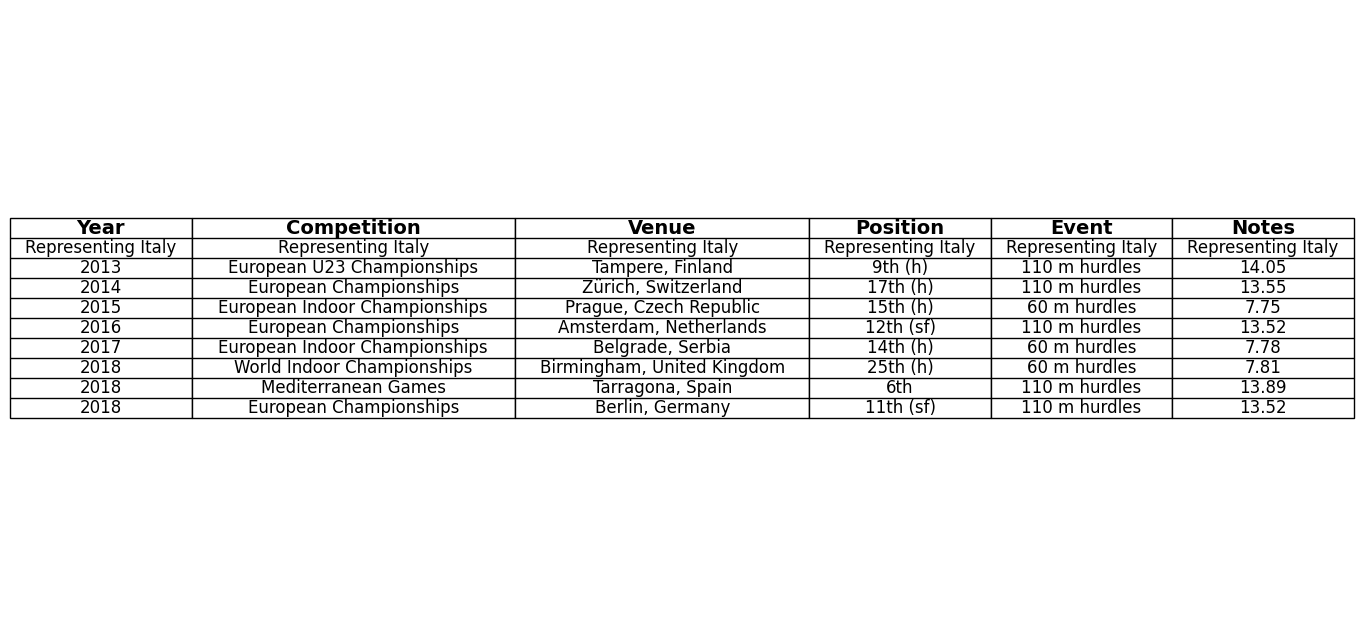 Year Competition Venue Position Event Notes
Representing Italy Representing Italy Representing Italy Representing Italy Representing Italy Representing Italy
2013 European U23 Championships Tampere, Finland 9th (h) 110 m hurdles 14.05
2014 European Championships Zürich, Switzerland 17th (h) 110 m hurdles 13.55
2015 European Indoor Championships Prague, Czech Republic 15th (h) 60 m hurdles 7.75
2016 European Championships Amsterdam, Netherlands 12th (sf) 110 m hurdles 13.52
2017 European Indoor Championships Belgrade, Serbia 14th (h) 60 m hurdles 7.78
2018 World Indoor Championships Birmingham, United Kingdom 25th (h) 60 m hurdles 7.81
2018 Mediterranean Games Tarragona, Spain 6th 110 m hurdles 13.89
2018 European Championships Berlin, Germany 11th (sf) 110 m hurdles 13.52